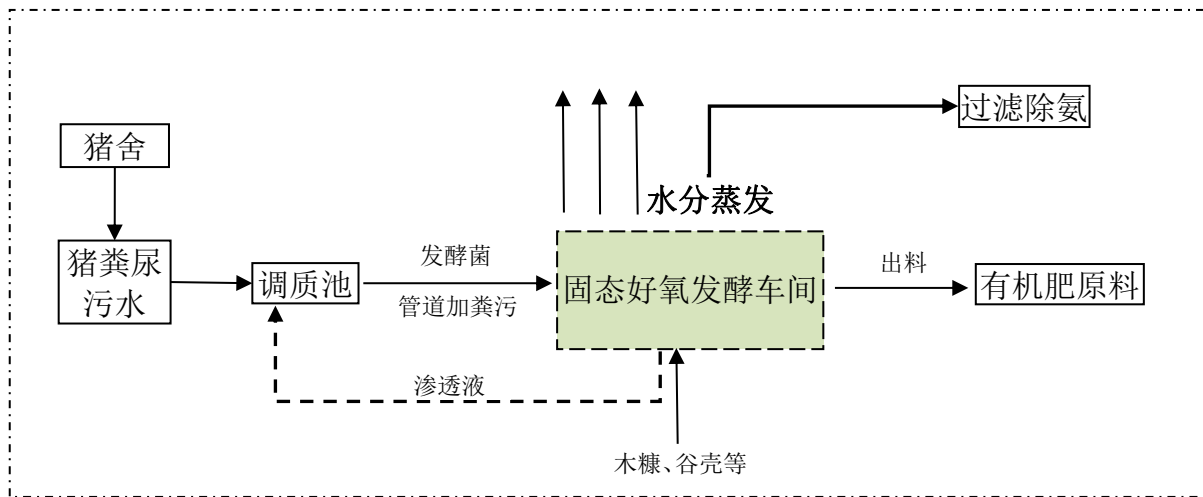 过滤除氨
猪舍
水分蒸发
猪粪尿
污水
调质池
发酵菌
管道加粪污
固态好氧发酵车间
出料
有机肥原料
渗透液
木糠、谷壳等